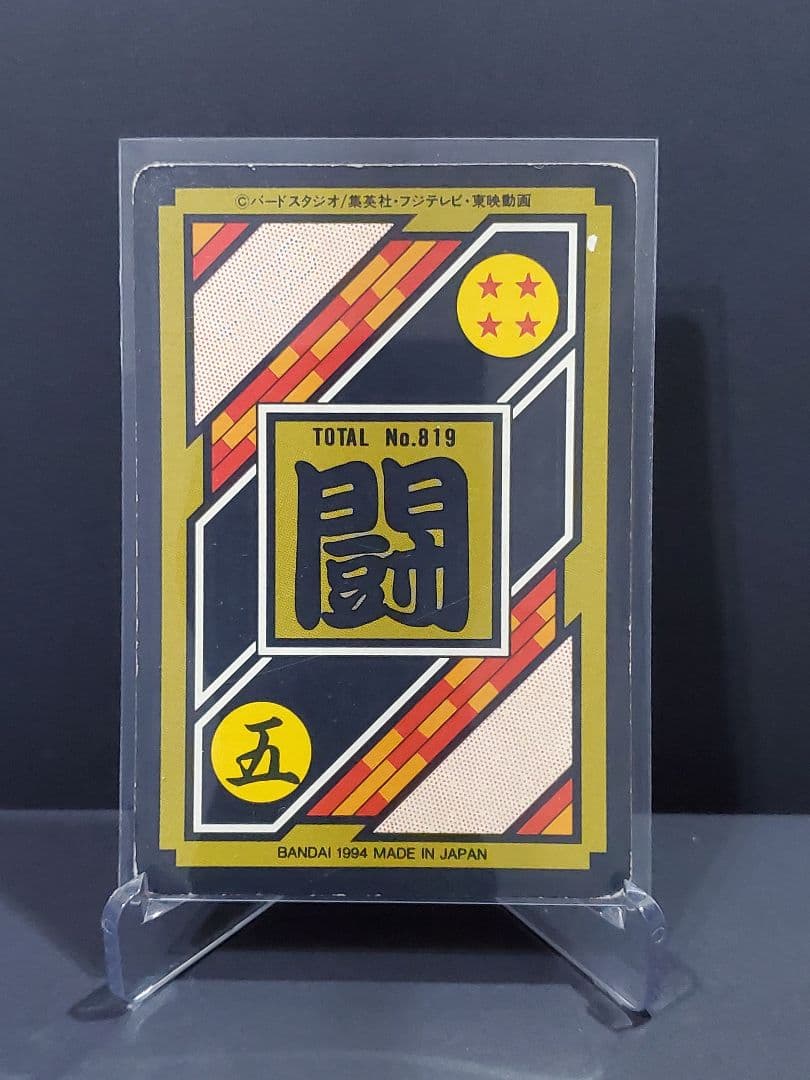 ©バードスタジオ/集英社・フジテレビ・東映動画
TOTAL No.819
闘
五
BANDAI 1994 MADE IN JAPAN